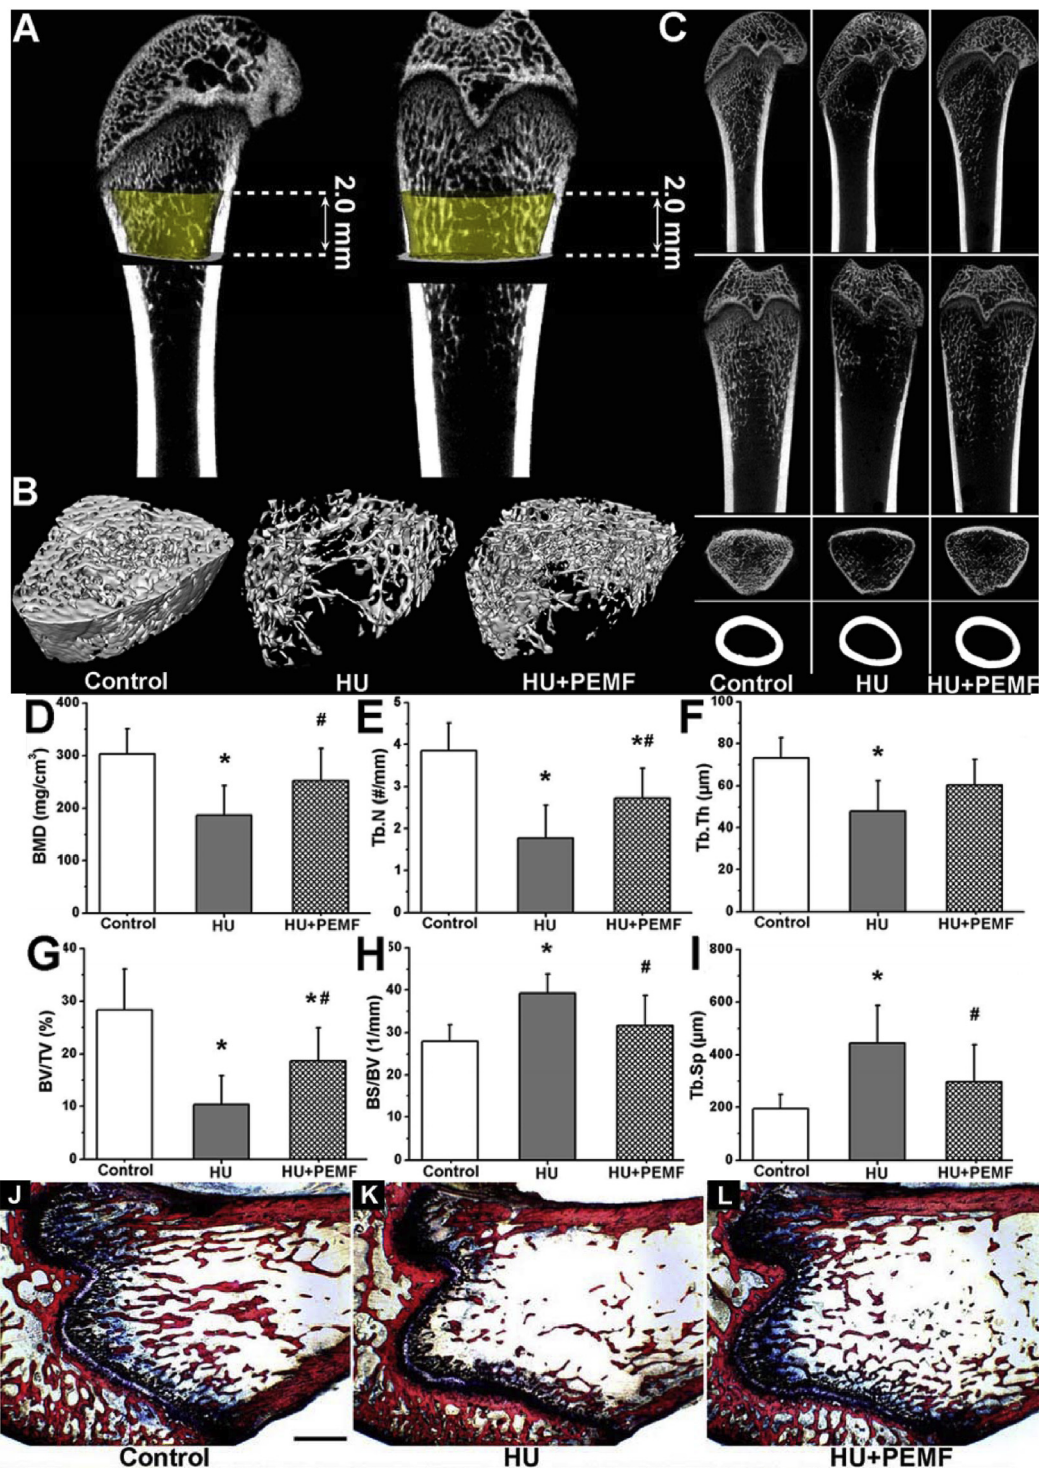 A
C
2.0 mm
2.0 mm
B
Control
HU
HU+PEMF
Control
HU
HU+PEMF
D
BMD (mg/cm³)
400
300
200
100
0
*
#
Control
HU
HU+PEMF
E
Tb.N (#/mm)
5
4
3
2
1
0
*
*#
Control
HU
HU+PEMF
F
Tb.Th (µm)
100
80
60
40
20
0
*
Control
HU
HU+PEMF
G
BV/TV (%)
40
30
20
10
0
*
*#
Control
HU
HU+PEMF
H
BS/BV (1/mm)
50
40
30
20
10
0
*
#
Control
HU
HU+PEMF
I
Tb.Sp (µm)
800
600
400
200
0
*
#
Control
HU
HU+PEMF
J
K
L
Control
HU
HU+PEMF